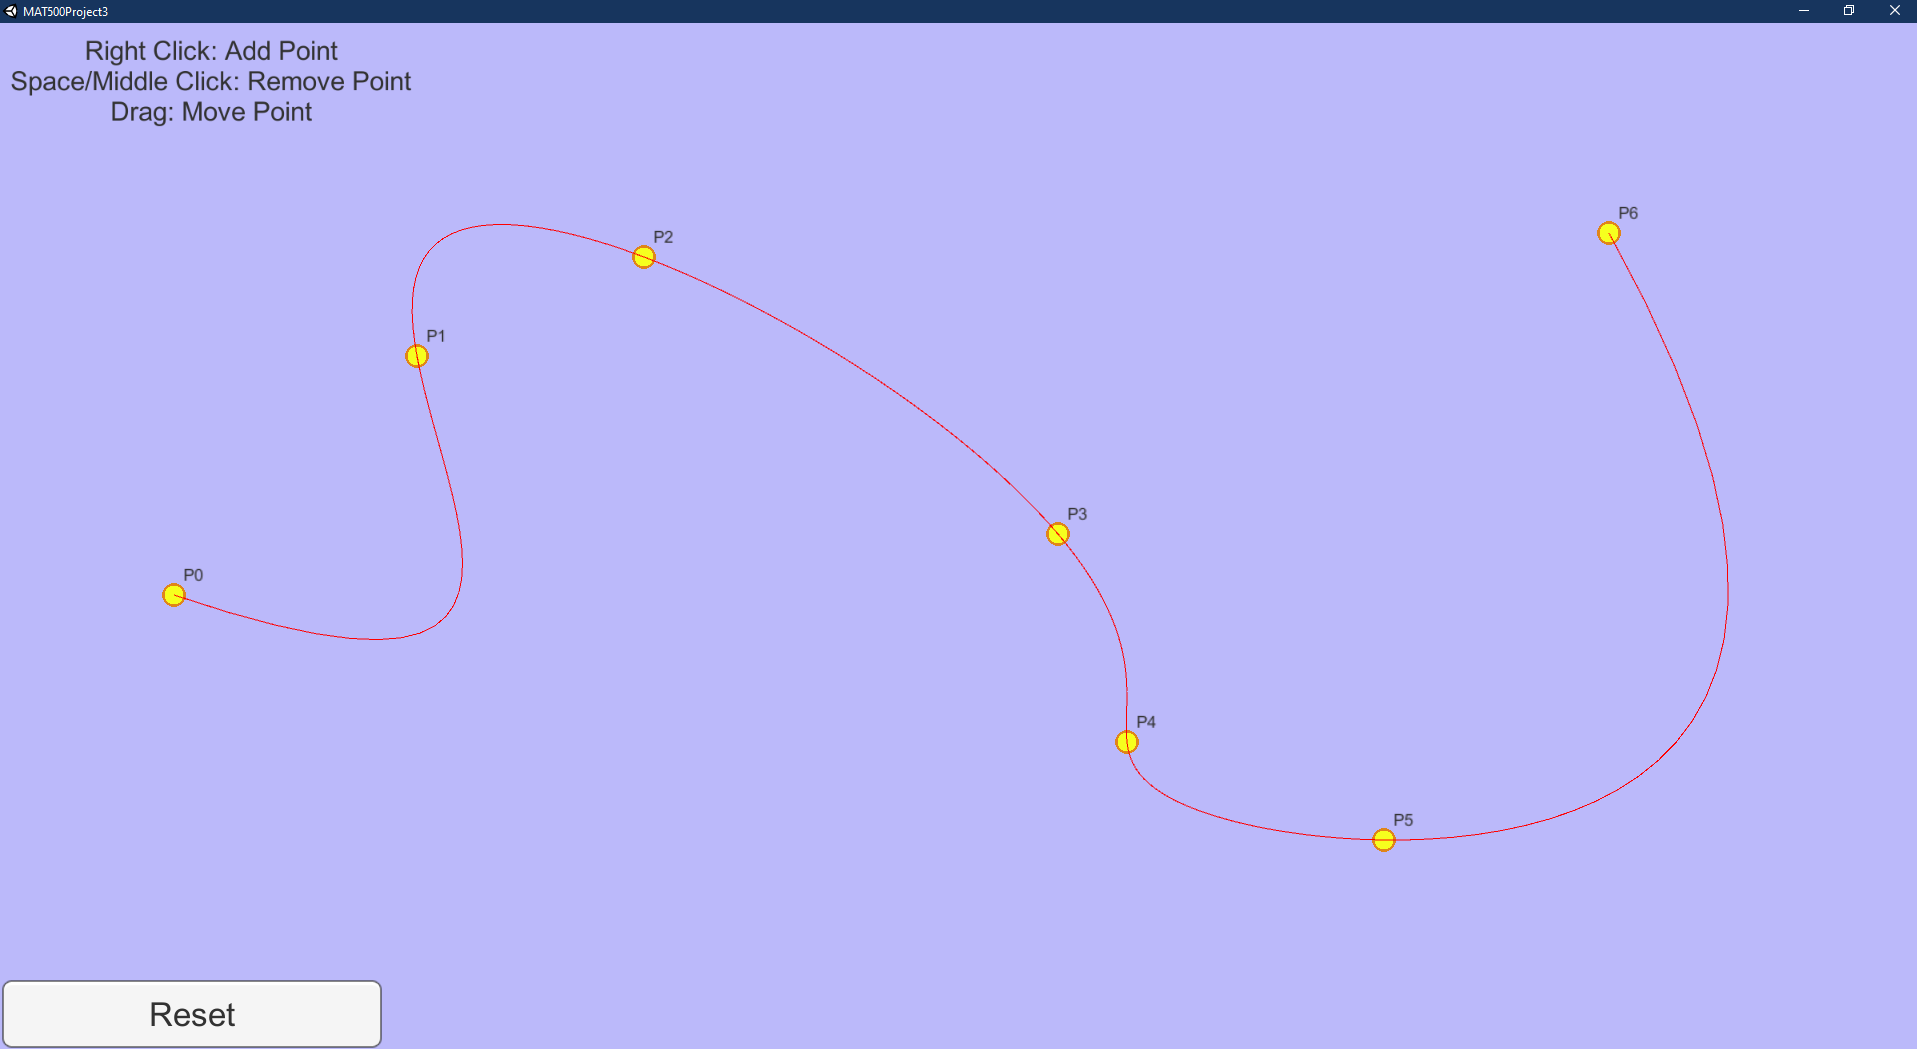 MAT500Project3
Right Click: Add Point
Space/Middle Click: Remove Point
Drag: Move Point
P6
P2
P1
P3
P0
P4
P5
Reset